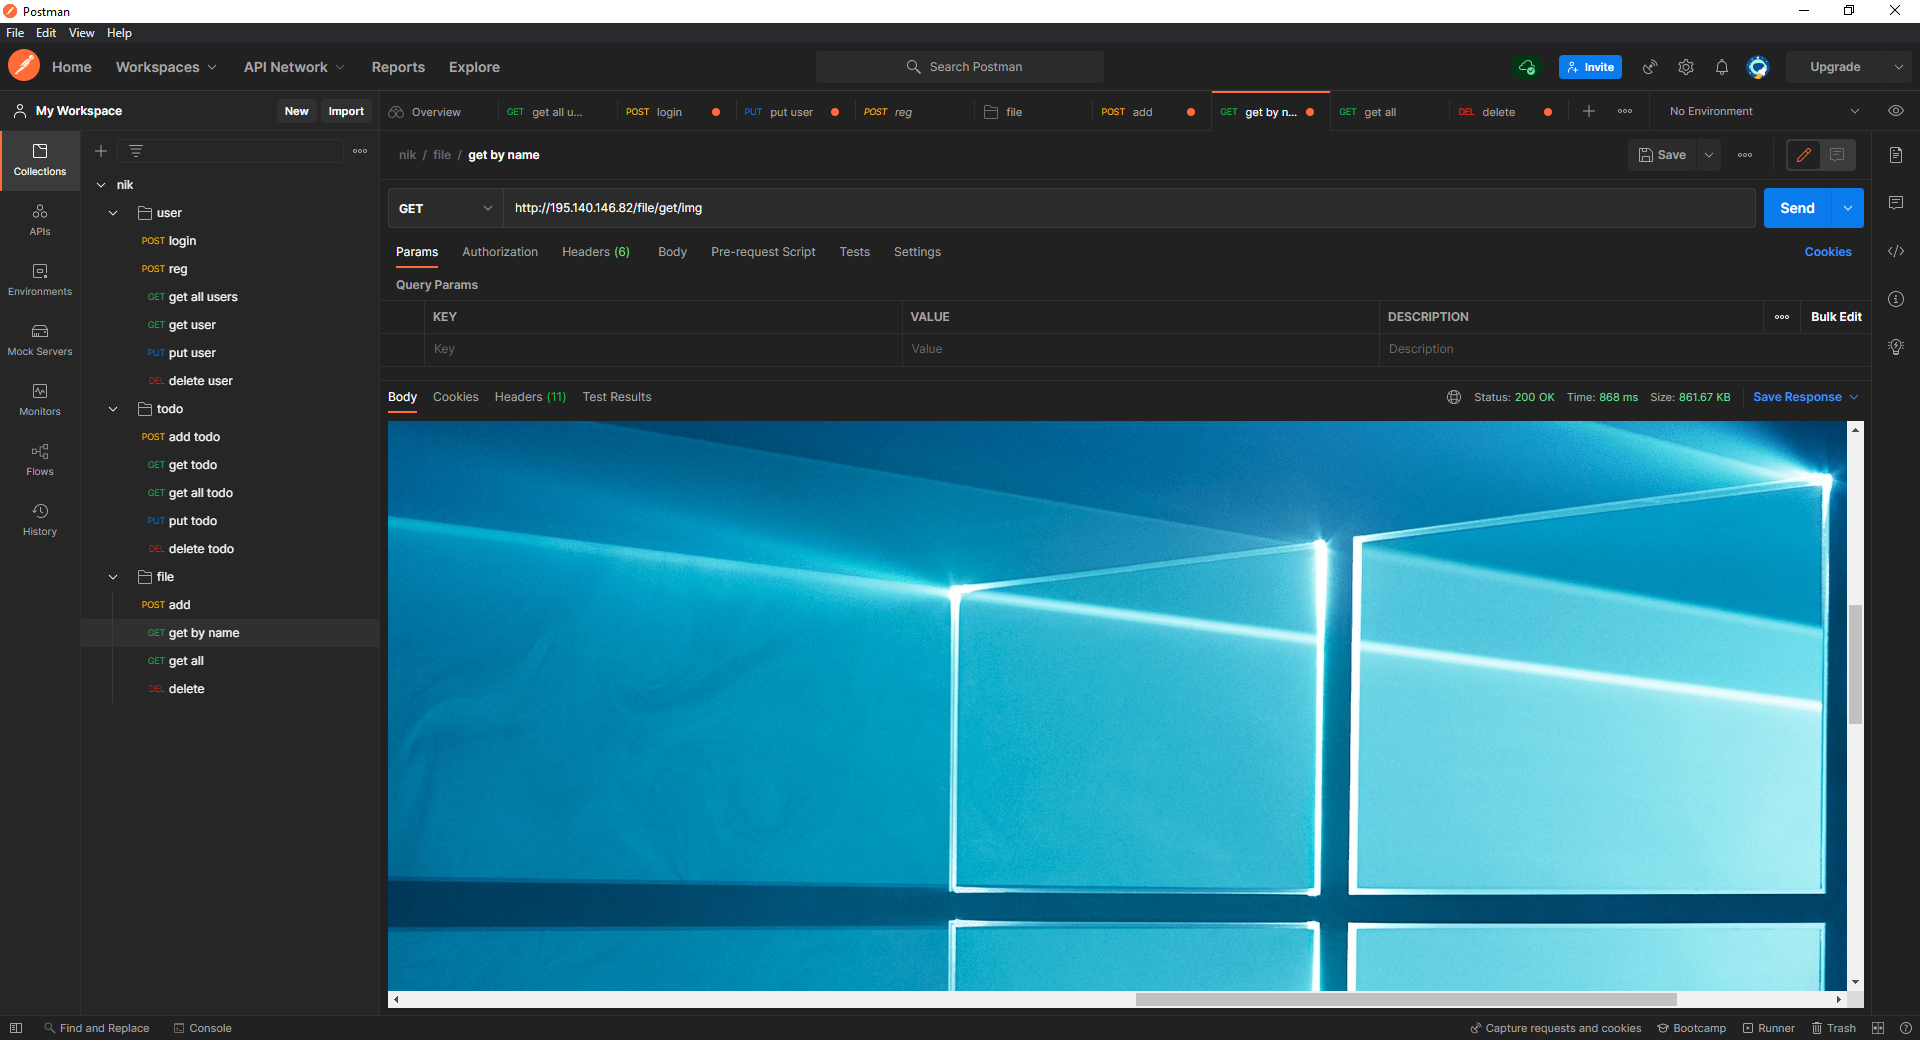 Postman
File Edit View Help
Home Workspaces API Network Reports Explore Search Postman Invite Upgrade
My Workspace New Import
Overview GET get all u... POST login PUT put user POST reg file POST add GET get by n... GET get all DEL delete No Environment
Collections
APIs
Environments
Mock Servers
Monitors
Flows
History
nik
user
POST login
POST reg
GET get all users
GET get user
PUT put user
DEL delete user
todo
POST add todo
GET get todo
GET get all todo
PUT put todo
DEL delete todo
file
POST add
GET get by name
GET get all
DEL delete
nik / file / get by name Save
GET http://195.140.146.82/file/get/img Send
Params Authorization Headers (6) Body Pre-request Script Tests Settings Cookies
Query Params
KEY VALUE DESCRIPTION Bulk Edit
Key Value Description
Body Cookies Headers (11) Test Results Status: 200 OK Time: 868 ms Size: 861.67 KB Save Response
Find and Replace Console Capture requests and cookies Bootcamp Runner Trash